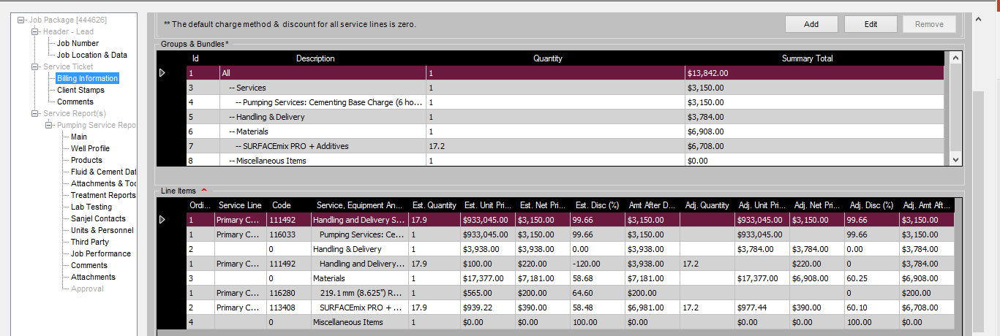 Job Package [444626]
Header - Lead
Job Number
Job Location & Data
Service Ticket
Billing Information
Client Stamps
Comments
Service Report(s)
Pumping Service Repo
Main
Well Profile
Products
Fluid & Cement Dat
Attachments & Too
Treatment Reports
Lab Testing
Sanjel Contacts
Units & Personnel
Third Party
Job Performance
Comments
Attachments
Approval
** The default charge method & discount for all service lines is zero.
Add Edit Remove
Groups & Bundles*
Id Description Quantity Summary Total
1 All 1 $13,842.00
3 -- Services 1 $3,150.00
4 -- Pumping Services: Cementing Base Charge (6 ho... 1 $3,150.00
5 -- Handling & Delivery 1 $3,784.00
6 -- Materials 1 $6,908.00
7 -- SURFACEmix PRO + Additives 17.2 $6,708.00
8 -- Miscellaneous Items 1 $0.00
Line Items
Ordi... Service Line Code Service, Equipment An... Est. Quantity Est. Unit Pri... Est. Net Pri... Est. Disc (%) Amt After D... Adj. Quantity Adj. Unit Pri... Adj. Net Pri... Adj. Disc (%) Adj. Amt Aft...
1 Primary C... 111492 Handling and Delivery S... 17.9 $933,045.00 $3,150.00 99.66 $3,150.00 $933,045.00 $3,150.00 99.66 $3,150.00
1 Primary C... 116033 Pumping Services: Ce... 1 $933,045.00 $3,150.00 99.66 $3,150.00 $933,045.00 99.66 $3,150.00
2 0 Handling & Delivery 1 $3,938.00 $3,938.00 0.00 $3,938.00 $3,784.00 $3,784.00 0.00 $3,784.00
1 Primary C... 111492 Handling and Delivery... 17.9 $100.00 $220.00 -120.00 $3,938.00 17.2 $220.00 0 $3,784.00
3 0 Materials 1 $17,377.00 $7,181.00 58.68 $7,181.00 $17,377.00 $6,908.00 60.25 $6,908.00
1 Primary C... 116280 219.1 mm (8.625") R... 1 $565.00 $200.00 64.60 $200.00 0 $200.00
2 Primary C... 113408 SURFACEmix PRO + ... 17.9 $939.22 $390.00 58.48 $6,981.00 17.2 $977.44 $390.00 60.10 $6,708.00
4 0 Miscellaneous Items 1 $0.00 $0.00 100.00 $0.00 $0.00 $0.00 100.00 $0.00